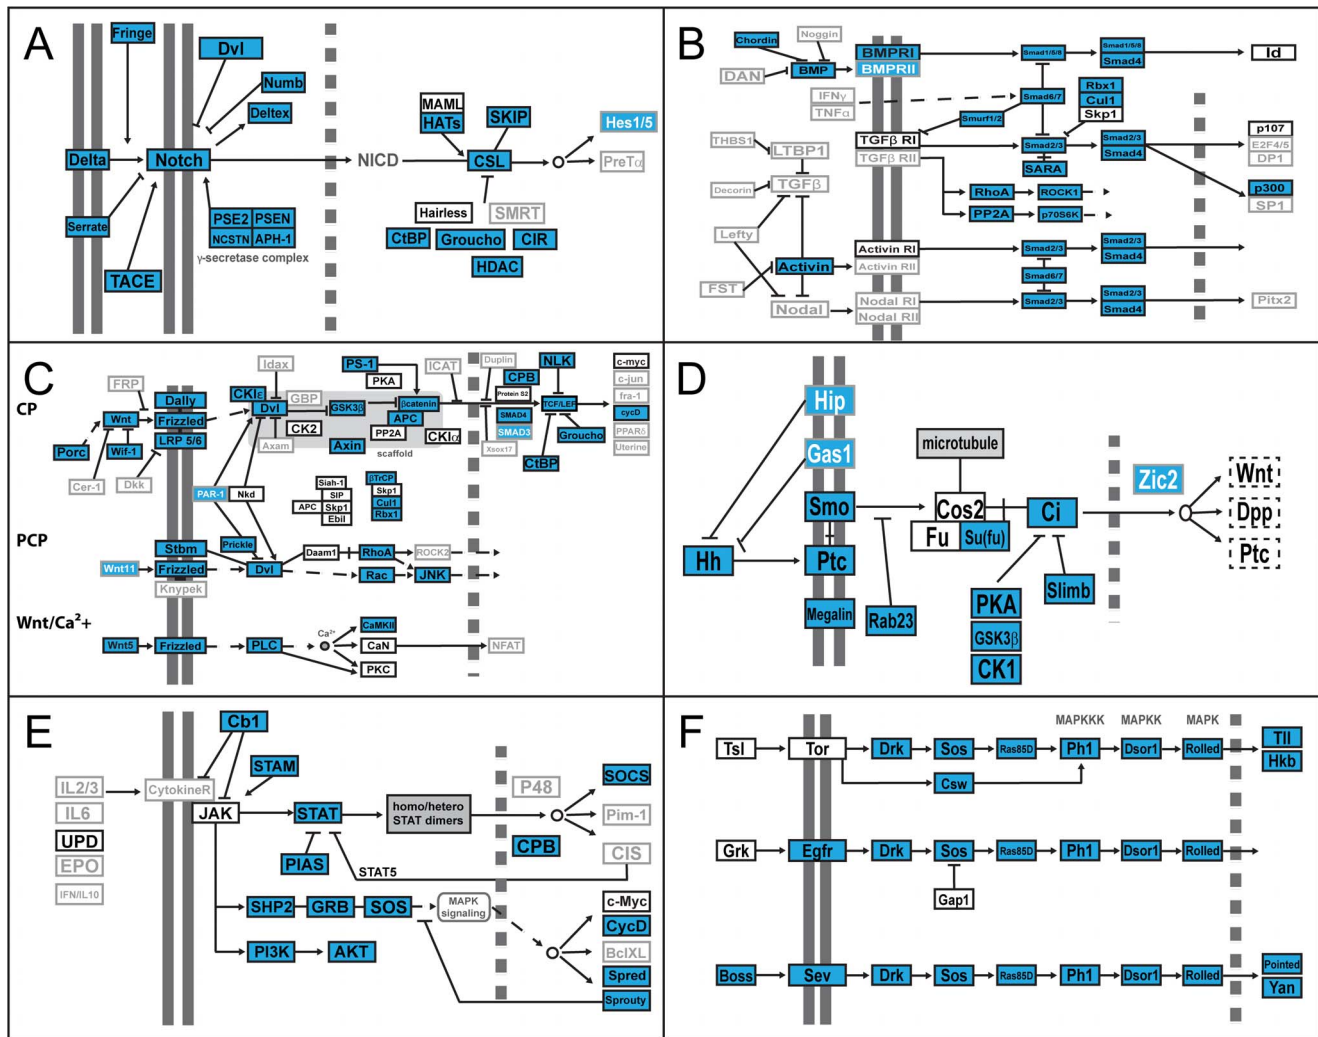 A
Fringe
Dvl
Numb
Deltex
Delta
Notch
Serrate
TACE
PSE2 PSEN
NCSTN APH-1
γ-secretase complex
NICD
MAML
HATs
SKIP
CSL
Hairless
SMRT
CtBP
Groucho
CIR
HDAC
Hes1/5
PreTα
B
Chordin
Noggin
DAN
BMP
BMPRI
BMPRII
Smad1/5/8
Smad1/5/8
Smad4
Id
IFNγ
TNFα
Smad6/7
Smurf1/2
Rbx1
Cul1
Skp1
THBS1
LTBP1
TGFβ RI
TGFβ RII
Smad2/3
SARA
Smad2/3
Smad4
p107
E2F4/5
DP1
Decorin
TGFβ
RhoA
ROCK1
PP2A
p70S6K
p300
SP1
Lefty
Activin
Activin RI
Activin RII
Smad2/3
Smad2/3
Smad4
Smad6/7
FST
Nodal
Nodal RI
Nodal RII
Smad2/3
Smad2/3
Smad4
Pitx2
C
CP
FRP
Wnt
Porc
Wif-1
Cer-1
Dkk
Dally
Frizzled
LRP 5/6
Idax
CKIε
Dvl
GBP
Axam
CK2
GSK3β
Axin
PS-1
PKA
βcatenin
APC
PP2A
CKIα
scaffold
ICAT
Duplin
CPB
Protein S2
SMAD4
SMAD3
Xsox17
NLK
TCF/LEF
Groucho
CtBP
c-myc
c-jun
fra-1
cycD
PPARδ
Uterine
PAR-1
Nkd
Siah-1
SIP
APC
Skp1
Ebil
βTrCP
Skp1
Cul1
Rbx1
PCP
Stbm
Prickle
Wnt11
Frizzled
Knypek
Dvl
Daam1
RhoA
ROCK2
Rac
JNK
Wnt/Ca²+
Wnt5
Frizzled
PLC
Ca²⁺
CaMKII
CaN
PKC
NFAT
D
Hip
Gas1
Smo
Hh
Ptc
Megalin
Rab23
microtubule
Cos2
Fu
Su(fu)
Ci
PKA
GSK3β
CK1
Slimb
Zic2
Wnt
Dpp
Ptc
E
Cb1
STAM
IL2/3
IL6
UPD
EPO
IFN/IL10
CytokineR
JAK
STAT
PIAS
homo/hetero
STAT dimers
STAT5
P48
CPB
SOCS
Pim-1
CIS
SHP2
GRB
SOS
MAPK
signaling
PI3K
AKT
c-Myc
CycD
BclXL
Spred
Sprouty
F
MAPKKK
MAPKK
MAPK
Tsl
Tor
Drk
Sos
Ras85D
Ph1
Dsor1
Rolled
Tll
Hkb
Csw
Grk
Egfr
Drk
Sos
Ras85D
Ph1
Dsor1
Rolled
Gap1
Boss
Sev
Drk
Sos
Ras85D
Ph1
Dsor1
Rolled
Pointed
Yan